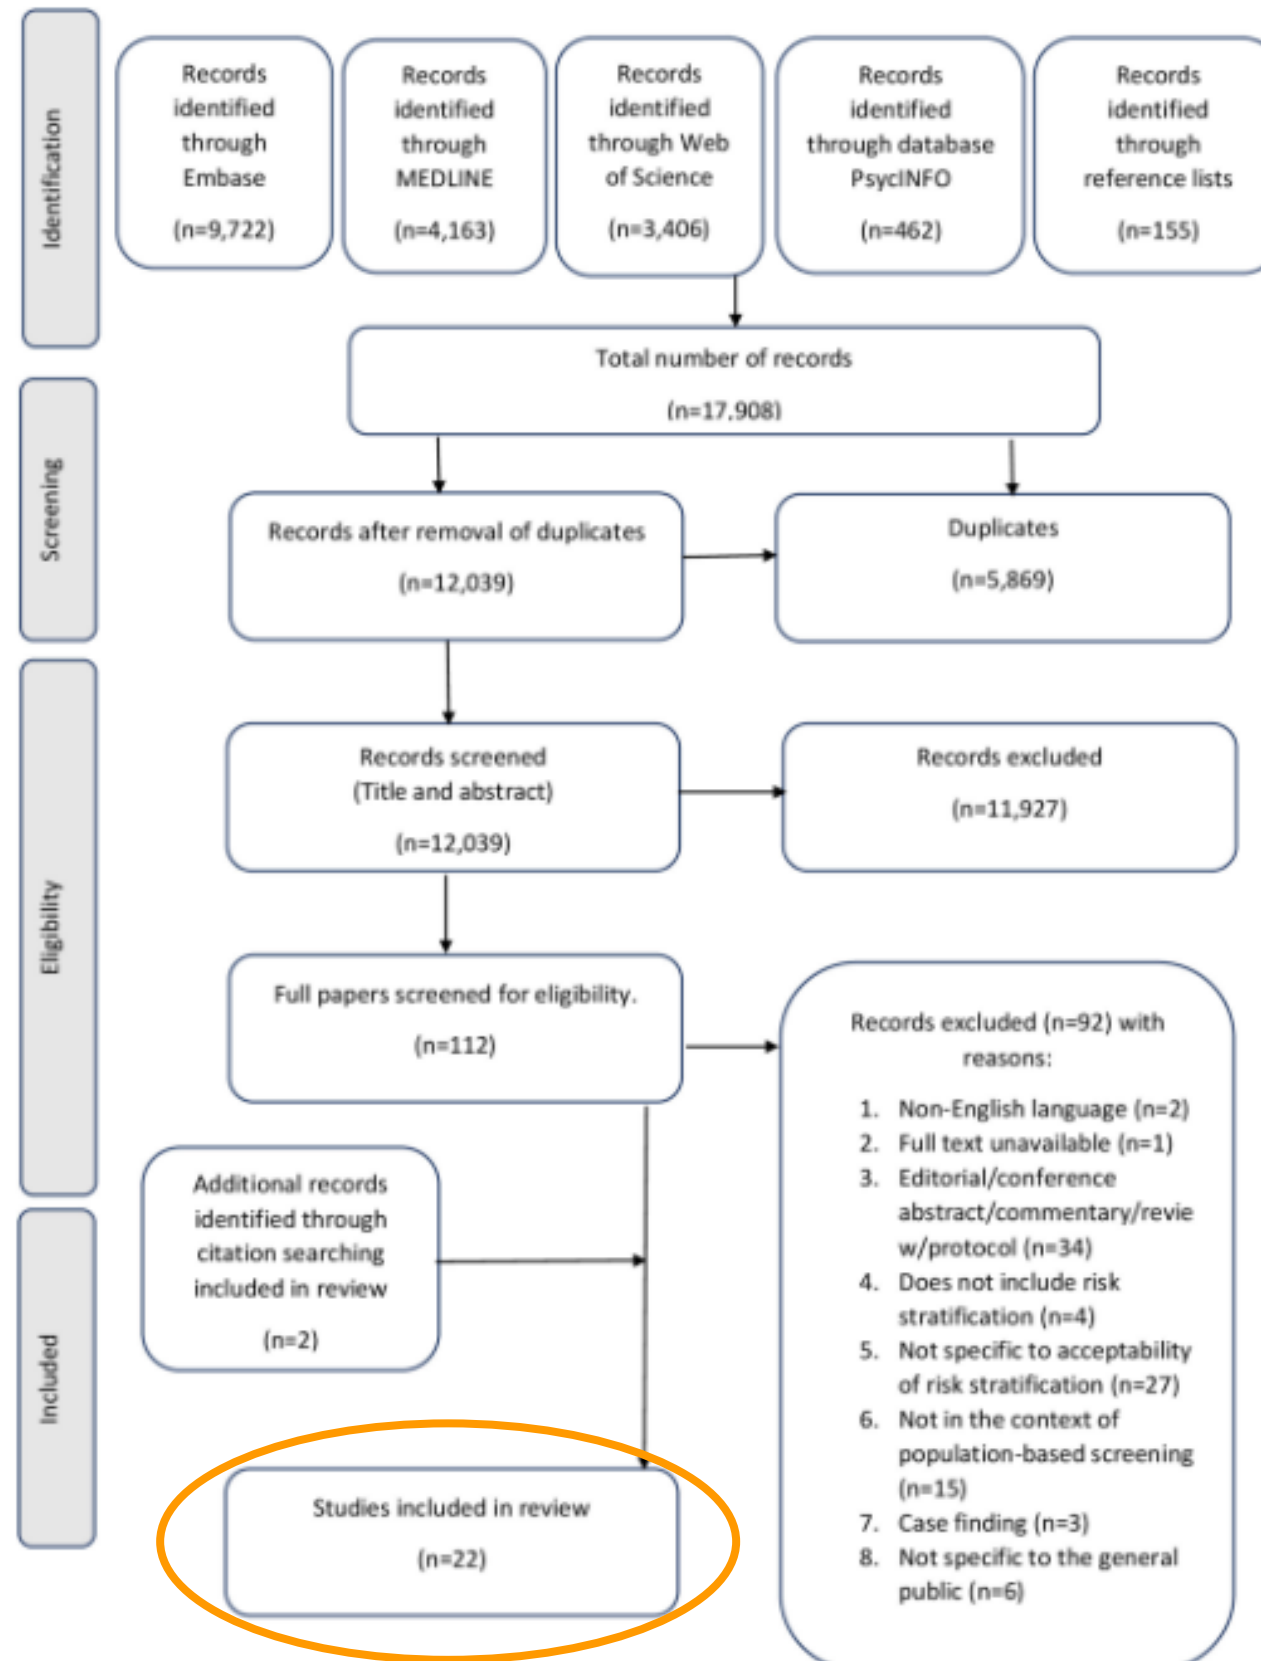 Identification
Records
identified
through
Embase
(n=9,722)
Records
identified
through
MEDLINE
(n=4,163)
Records
identified
through Web
of Science
(n=3,406)
Records
identified
through database
PsycINFO
(n=462)
Records
identified
through
reference lists
(n=155)
Total number of records
(n=17,908)
Screening
Records after removal of duplicates
(n=12,039)
Duplicates
(n=5,869)
Eligibility
Records screened
(Title and abstract)
(n=12,039)
Records excluded
(n=11,927)
Full papers screened for eligibility.
(n=112)
Records excluded (n=92) with
reasons:
1. Non-English language (n=2)
2. Full text unavailable (n=1)
3. Editorial/conference
abstract/commentary/revie
w/protocol (n=34)
4. Does not include risk
stratification (n=4)
5. Not specific to acceptability
of risk stratification (n=27)
6. Not in the context of
population-based screening
(n=15)
7. Case finding (n=3)
8. Not specific to the general
public (n=6)
Additional records
identified through
citation searching
included in review
(n=2)
Included
Studies included in review
(n=22)